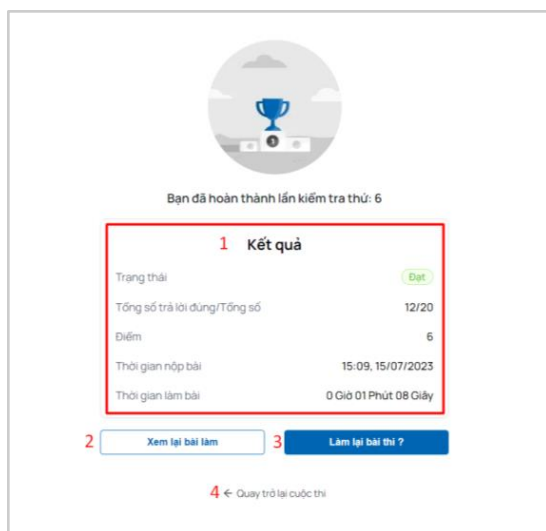 1
Bạn đã hoàn thành lần kiểm tra thứ: 6
1 Kết quả
Trạng thái Đạt
Tổng số trả lời đúng/Tổng số 12/20
Điểm 6
Thời gian nộp bài 15:09, 15/07/2023
Thời gian làm bài 0 Giờ 01 Phút 08 Giây
2 Xem lại bài làm 3 Làm lại bài thi ?
4 ← Quay trở lại cuộc thi